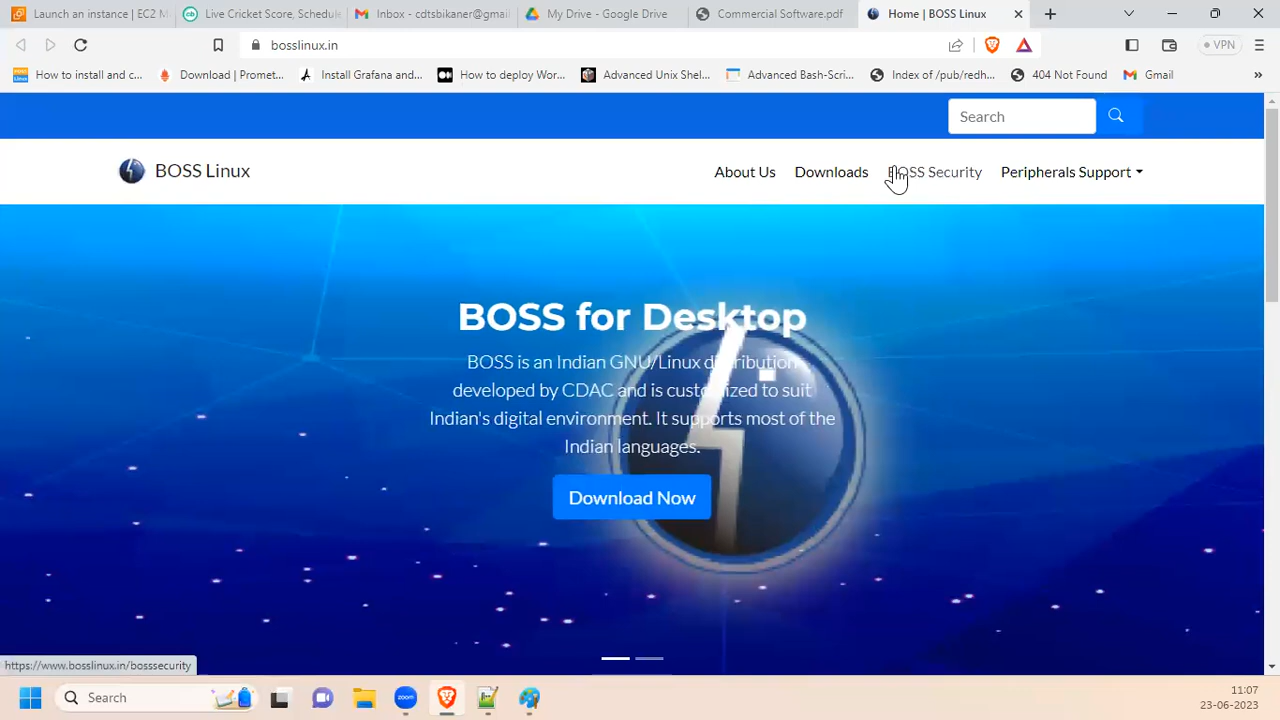 Launch an instance | EC2 M
Live Cricket Score, Schedule
Inbox - cdtsbikaner@gmail
My Drive - Google Drive
Commercial Software.pdf
Home | BOSS Linux
bosslinux.in
VPN
How to install and c...
Download | Promet...
Install Grafana and...
How to deploy Wor...
Advanced Unix Shel...
Advanced Bash-Scri...
Index of /pub/redh...
404 Not Found
Gmail
»
Search
BOSS Linux
About Us
Downloads
BOSS Security
Peripherals Support
BOSS for Desktop
BOSS is an Indian GNU/Linux distribution
developed by CDAC and is customized to suit
Indian's digital environment. It supports most of the
Indian languages.
Download Now
https://www.bosslinux.in/bosssecurity
Search
zoom
11:07
23-06-2023